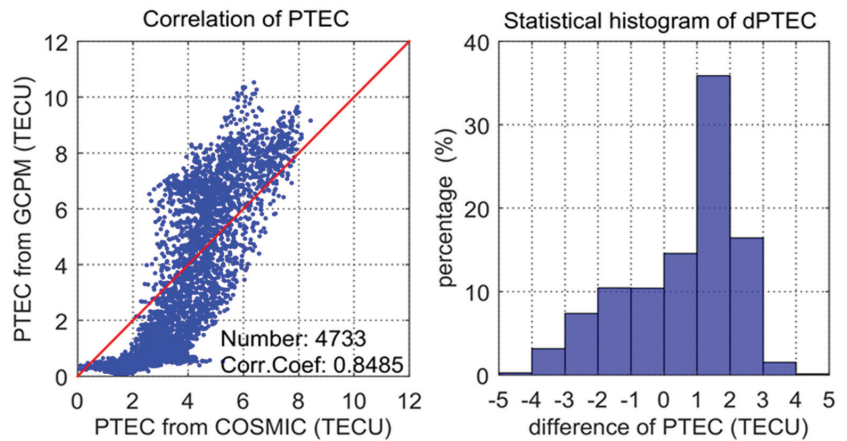 Correlation of PTEC
12
10
8
6
4
2
0
PTEC from GCPM (TECU)
Number: 4733
Corr.Coef: 0.8485
0 2 4 6 8 10 12
PTEC from COSMIC (TECU)
Statistical histogram of dPTEC
40
30
20
10
0
percentage (%)
-5 -4 -3 -2 -1 0 1 2 3 4 5
difference of PTEC (TECU)